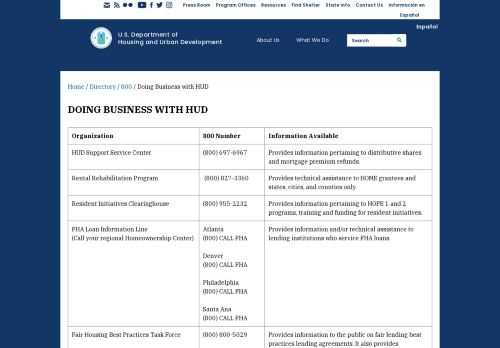 Press Room Program Offices Resources Find Shelter State Info Contact Us Información en
Español
Español
U.S. Department of
Housing and Urban Development
About Us What We Do Search
Home / Directory / 800 / Doing Business with HUD
DOING BUSINESS WITH HUD
Organization 800 Number Information Available
HUD Support Service Center (800) 697-6967 Provides information pertaining to distributive shares
and mortgage premium refunds.
Rental Rehabilitation Program (800) 827-3360 Provides technical assistance to HOME grantees and
states, cities, and counties only.
Resident Initiatives Clearinghouse (800) 955-2232 Provides information pertaining to HOPE 1 and 2
programs, training and funding for resident initiatives.
FHA Loan Information Line Atlanta Provides information and/or technical assistance to
(Call your regional Homeownership Center) (800) CALL FHA lending institutions who service FHA loans.
Denver
(800) CALL FHA
Philadelphia
(800) CALL FHA
Santa Ana
(800) CALL FHA
Fair Housing Best Practices Task Force (800) 800-5029 Provides information to the public on fair lending best
practices lending agreements. It also provides